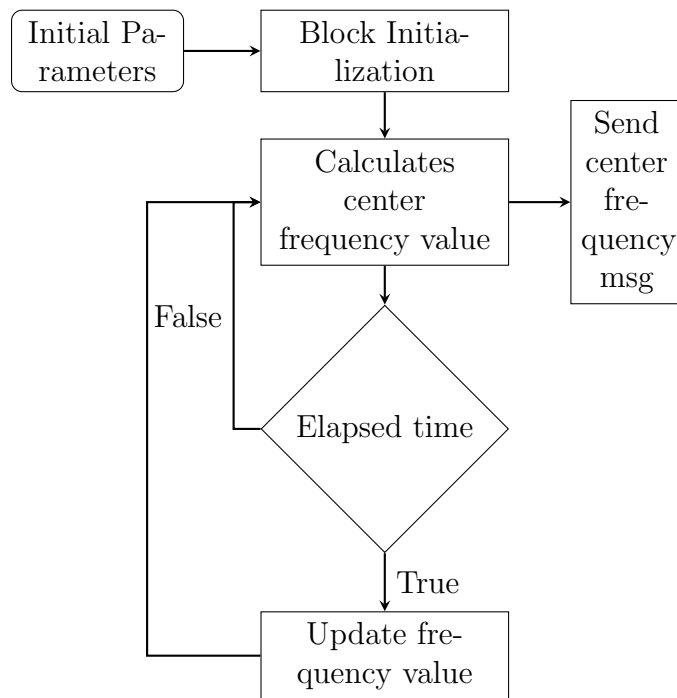 Initial Pa-
rameters
Block Initia-
lization
Calculates
center
frequency value
Send
center
fre-
quency
msg
False
Elapsed time
True
Update fre-
quency value